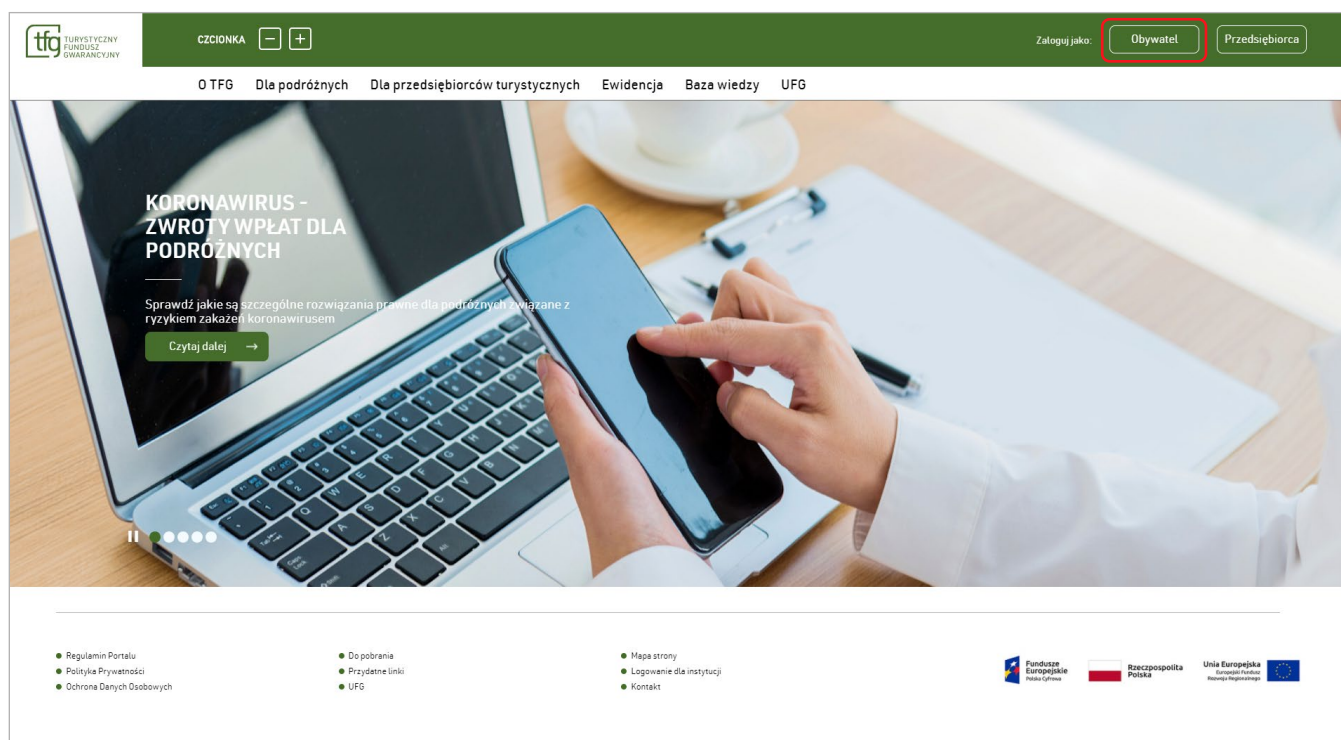 tfg TURYSTYCZNY
FUNDUSZ
GWARANCYJNY
CZCIONKA
Zaloguj jako:
Obywatel
Przedsiębiorca
O TFG
Dla podróżnych
Dla przedsiębiorców turystycznych
Ewidencja
Baza wiedzy
UFG
KORONAWIRUS -
ZWROTY WPŁAT DLA
PODRÓŻNYCH
Sprawdź jakie są szczególne rozwiązania prawne dla podróżnych związane z
ryzykiem zakażeń koronawirusem
Czytaj dalej →
Regulamin Portalu
Polityka Prywatności
Ochrona Danych Osobowych
Do pobrania
Przydatne linki
UFG
Mapa strony
Logowanie dla instytucji
Kontakt
Fundusze
Europejskie
Polska Cyfrowa
Rzeczpospolita
Polska
Unia Europejska
Europejski Fundusz
Rozwoju Regionalnego